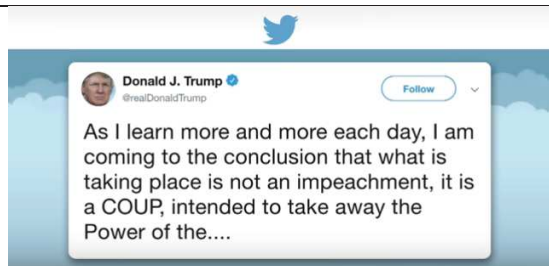 Donald J. Trump
@realDonaldTrump
Follow
As I learn more and more each day, I am
coming to the conclusion that what is
taking place is not an impeachment, it is
a COUP, intended to take away the
Power of the....